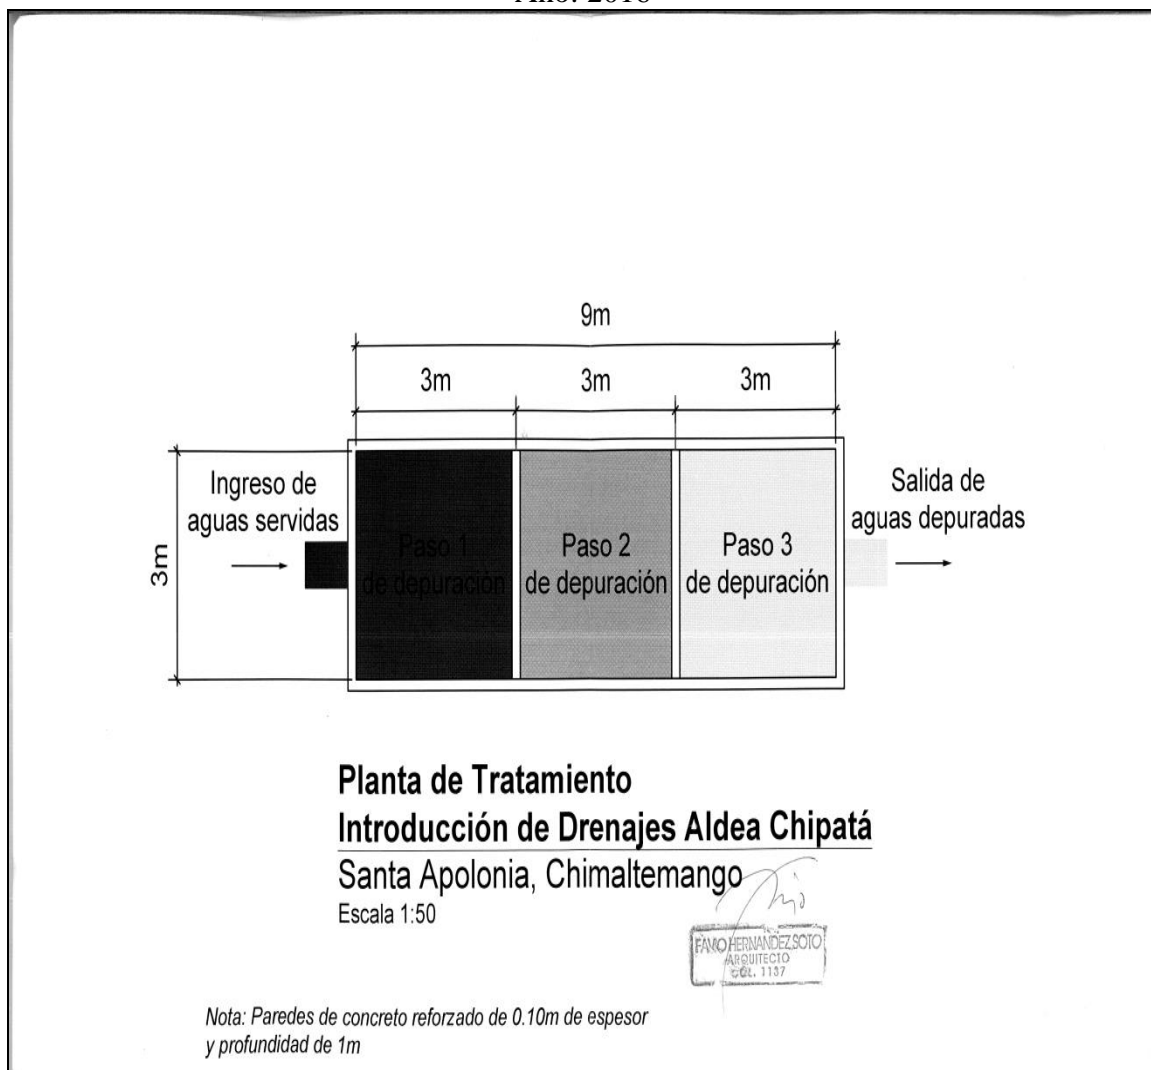 Año: 2016
9m
3m
3m
3m
Ingreso de
aguas servidas
Salida de
aguas depuradas
3m
Paso 1
de depuración
Paso 2
de depuración
Paso 3
de depuración
Planta de Tratamiento
Introducción de Drenajes Aldea Chipatá
Santa Apolonia, Chimaltemango
Escala 1:50
FAVIO HERNANDEZ SOTO
ARQUITECTO
COL. 1137
Nota: Paredes de concreto reforzado de 0.10m de espesor
y profundidad de 1m